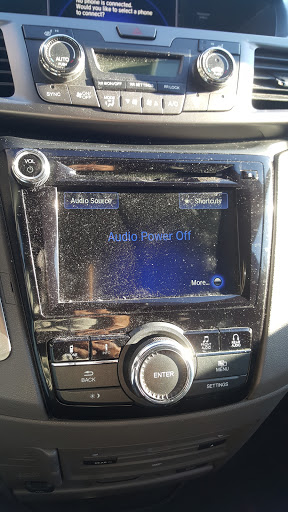 No phone is connected.
Would you like to select a phone
to connect?
AUTO
SYNC
A/C
VOL
Audio Source
Shortcuts
Audio Power Off
More...
BACK
ENTER
MENU
SETTINGS